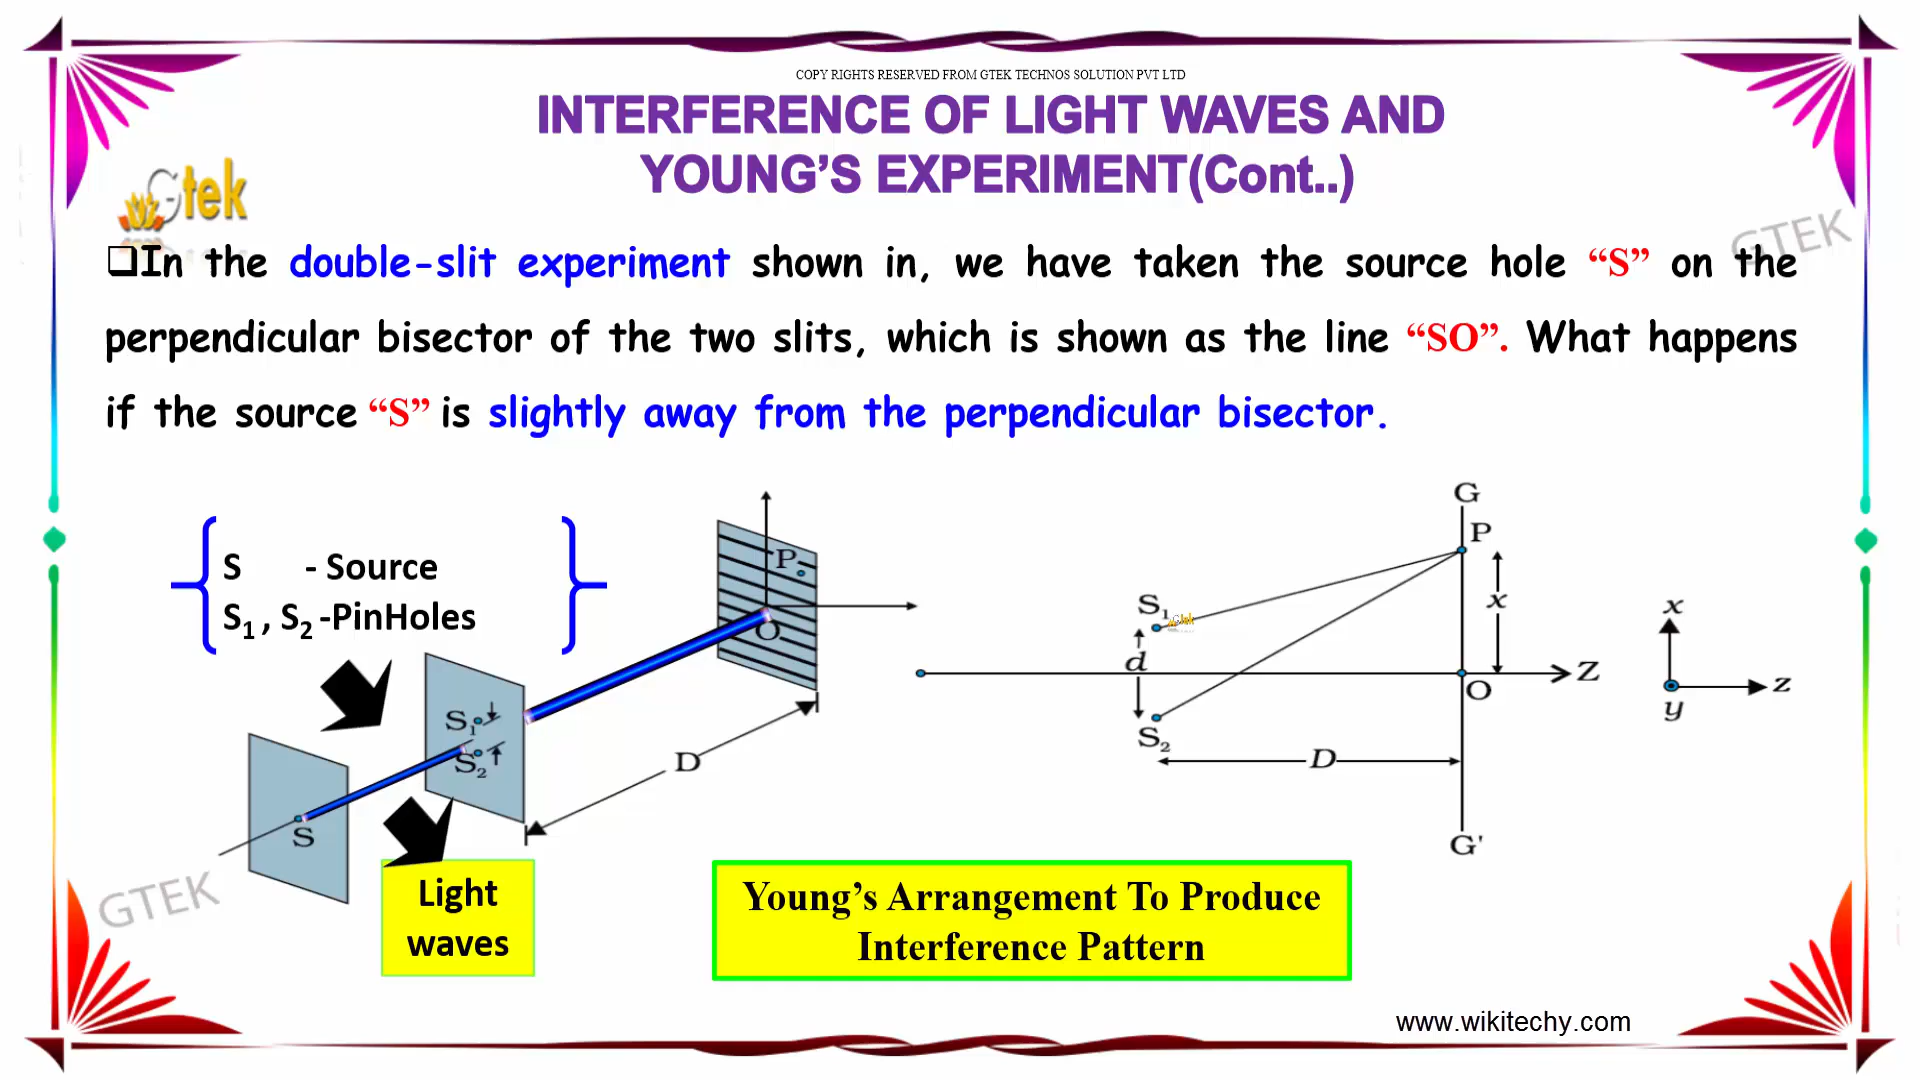 COPY RIGHTS RESERVED FROM GTEK TECHNOS SOLUTION PVT LTD
INTERFERENCE OF LIGHT WAVES AND
YOUNG’S EXPERIMENT(Cont..)
Gtek
GTEK
❑In the double-slit experiment shown in, we have taken the source hole “S” on the
perpendicular bisector of the two slits, which is shown as the line “SO”. What happens
if the source “S” is slightly away from the perpendicular bisector.
S - Source
S₁ , S₂ -PinHoles
P
O
S₁
S₂
S
D
G
P
x
S₁
Gtek
d
Z
O
S₂
D
G'
x
z
y
GTEK
Light
waves
Young’s Arrangement To Produce
Interference Pattern
www.wikitechy.com